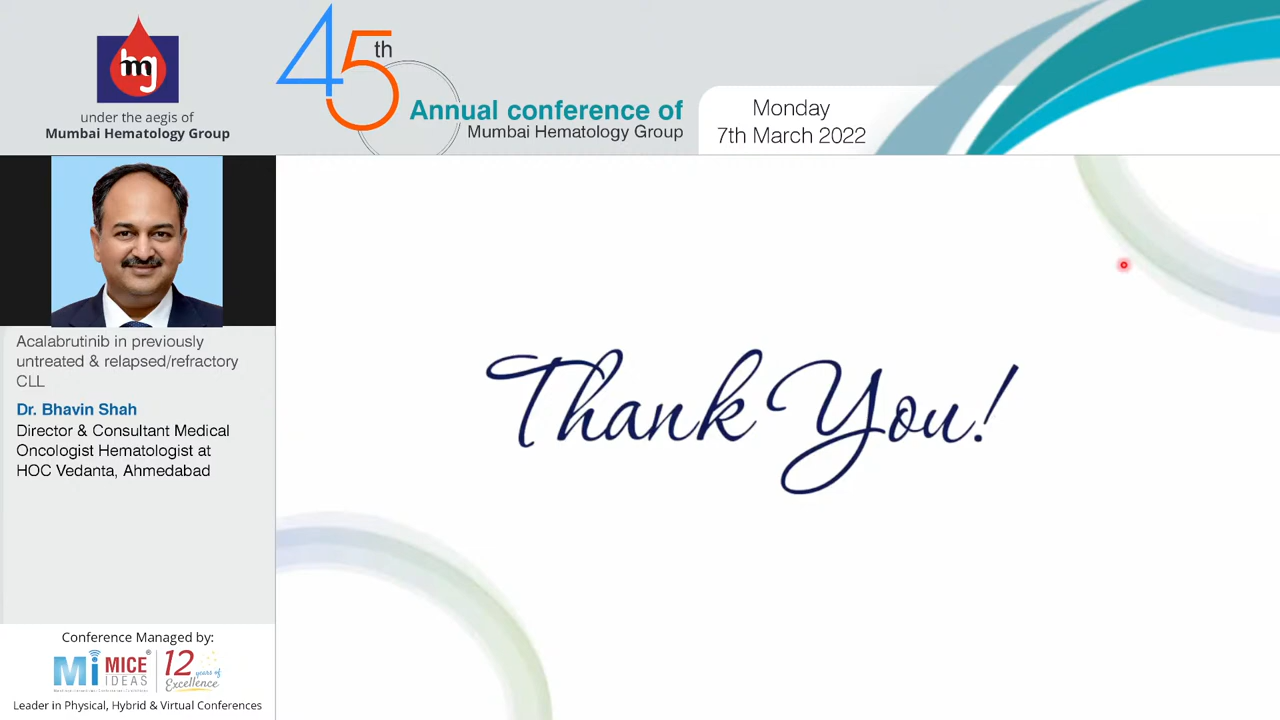 hmg
under the aegis of
Mumbai Hematology Group
45th
Annual conference of
Mumbai Hematology Group
Monday
7th March 2022
Acalabrutinib in previously
untreated & relapsed/refractory
CLL
Dr. Bhavin Shah
Director & Consultant Medical
Oncologist Hematologist at
HOC Vedanta, Ahmedabad
Thank You!
Conference Managed by:
Mi MICE IDEAS® 12 years of Excellence
Leader in Physical, Hybrid & Virtual Conferences